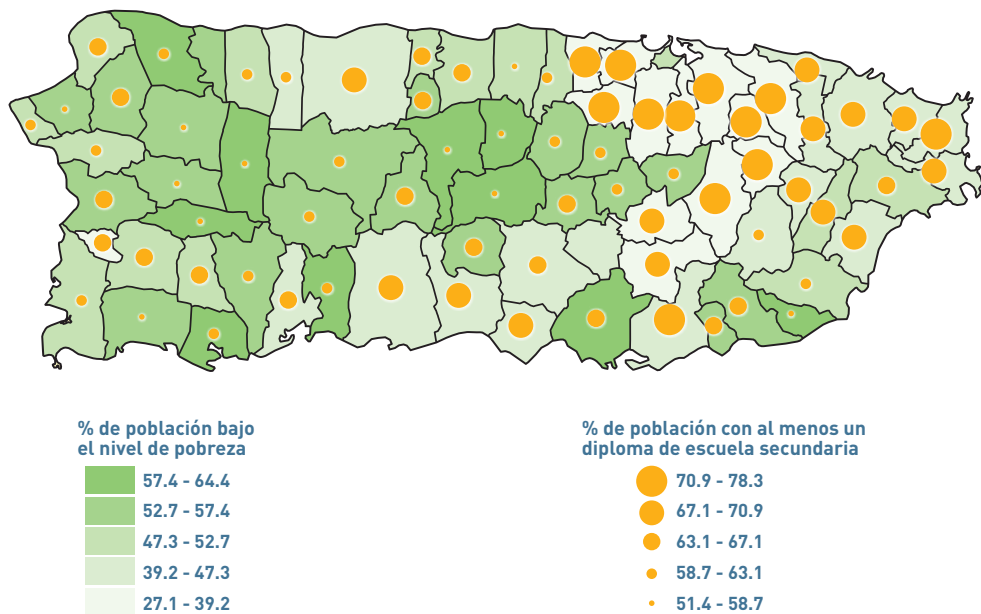 % de población bajo
el nivel de pobreza
57.4 - 64.4
52.7 - 57.4
47.3 - 52.7
39.2 - 47.3
27.1 - 39.2
% de población con al menos un
diploma de escuela secundaria
70.9 - 78.3
67.1 - 70.9
63.1 - 67.1
58.7 - 63.1
51.4 - 58.7